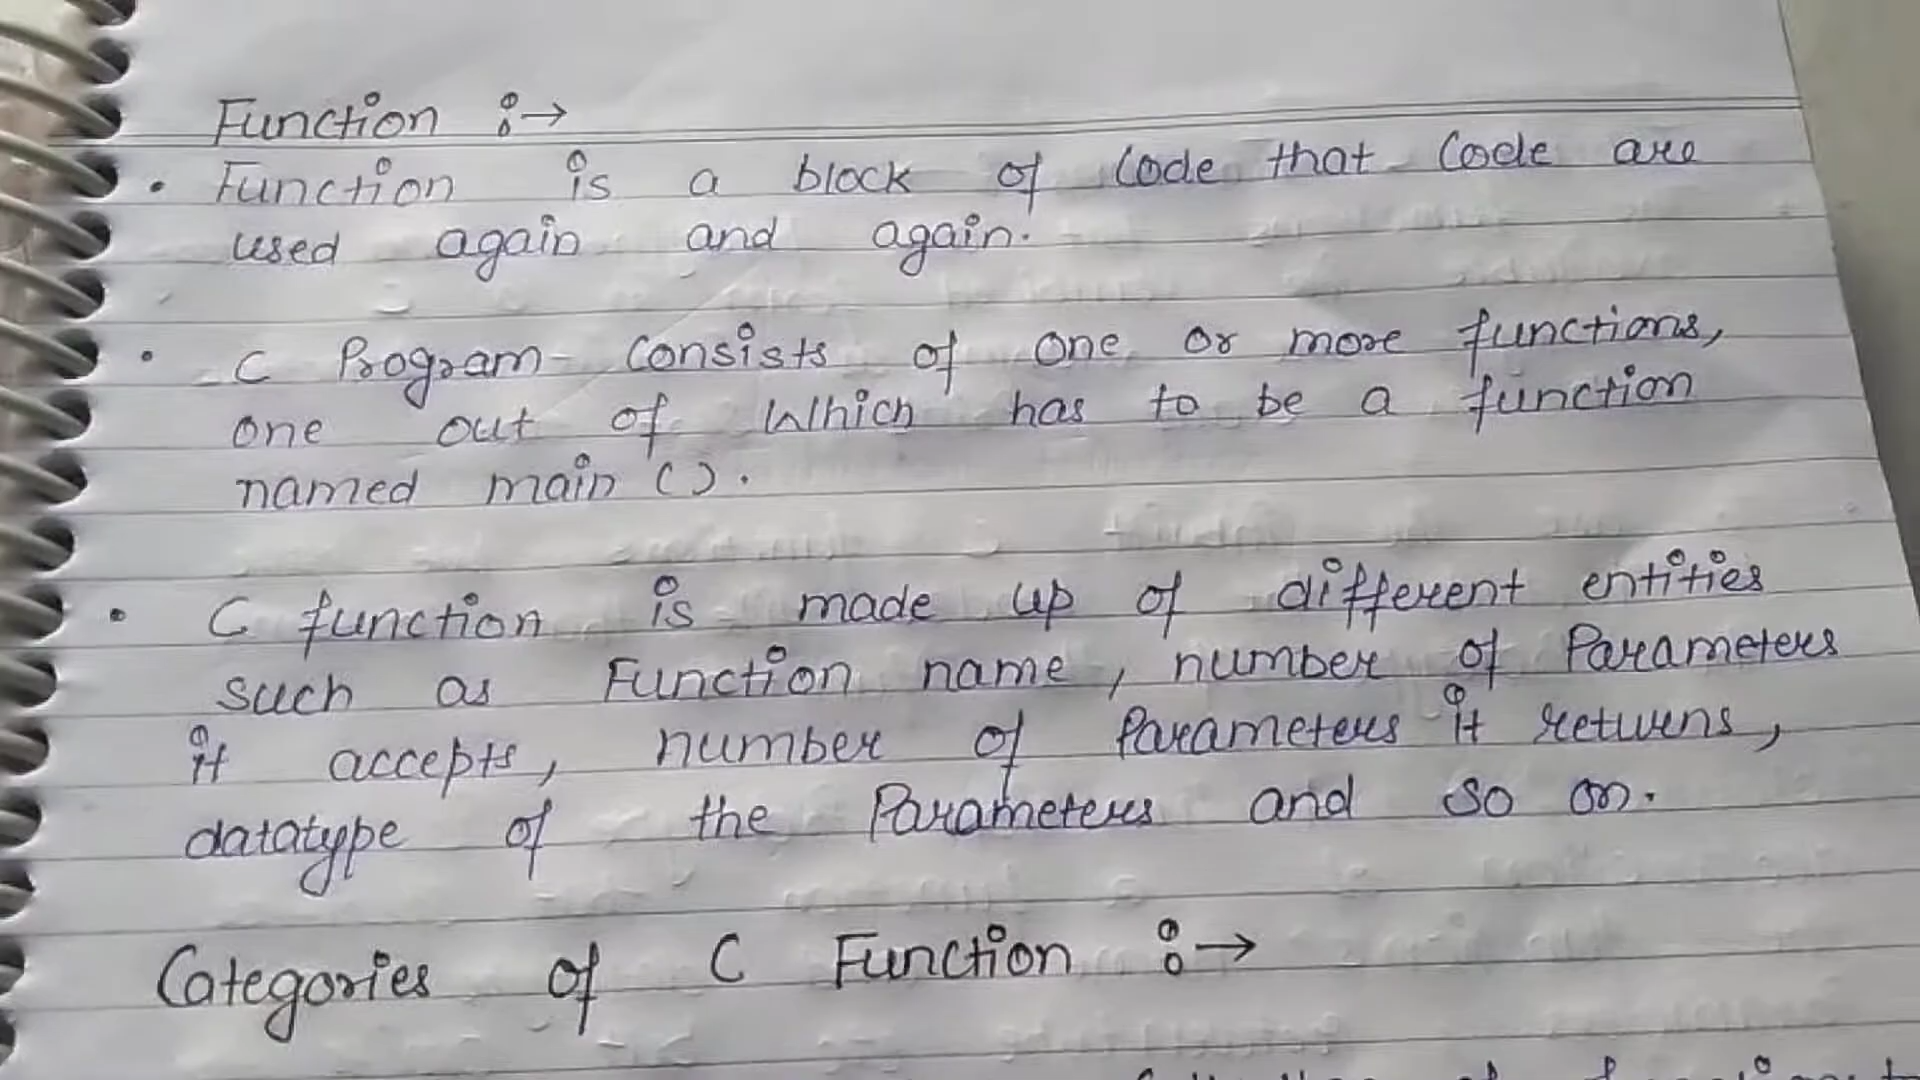 Function :→
• Function is a block of Code that Code are
used again and again.
• C Program consists of one or more functions,
one out of which has to be a function
named main ().
• C function is made up of different entities
such as Function name, number of Parameters
it accepts, number of Parameters it returns,
datatype of the Parameters and so on.
Categories of C Function :→